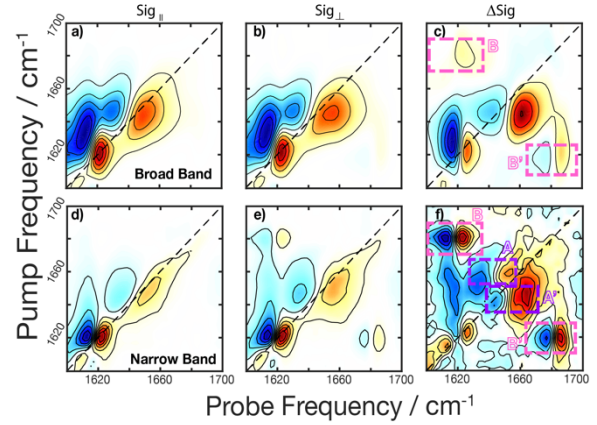 Sig∥ Sig⊥ ΔSig
1700 a) b) c) B
1660
1620 Broad Band B'
1700 d) e) f) B
1660 A
A'
1620 Narrow Band B'
1620 1660 1700 1620 1660 1700 1620 1660 1700
Pump Frequency / cm-1
Probe Frequency / cm-1